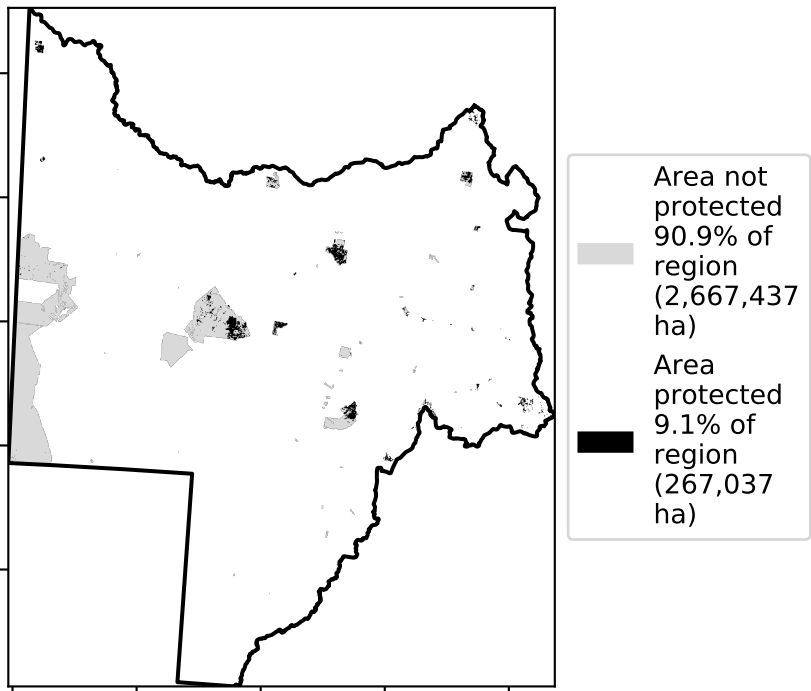 Area not
protected
90.9% of
region
(2,667,437
ha)
Area
protected
9.1% of
region
(267,037
ha)